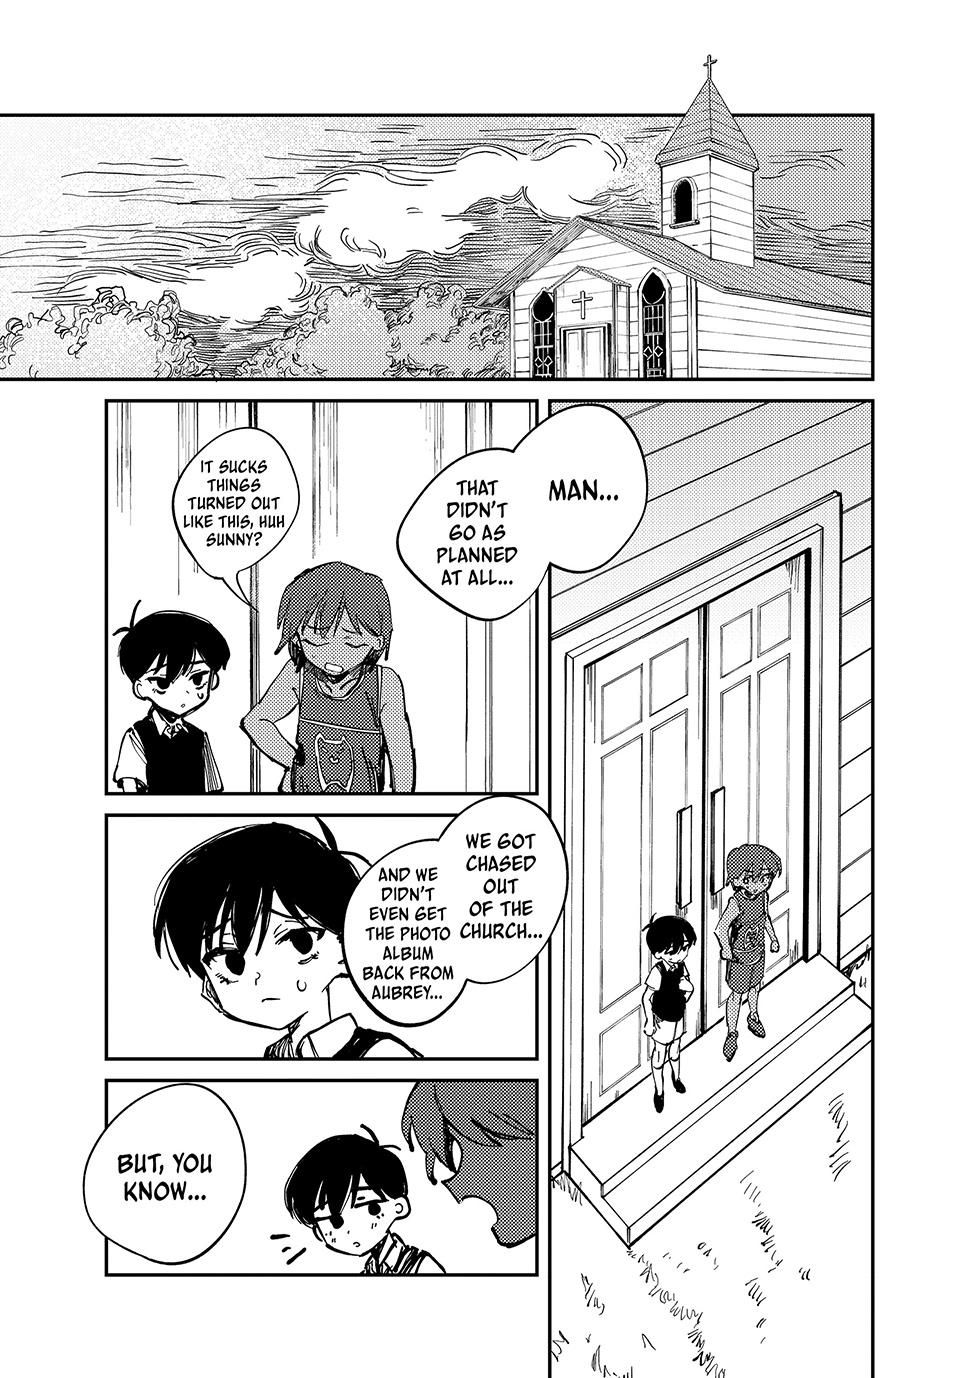 MAN...
THAT
DIDN'T
GO AS
PLANNED
AT ALL...
IT SUCKS
THINGS
TURNED OUT
LIKE THIS, HUH
SUNNY?
WE GOT
CHASED
OUT
OF THE
CHURCH...
AND WE
DIDN'T
EVEN GET
THE PHOTO
ALBUM
BACK FROM
AUBREY...
BUT, YOU
KNOW...